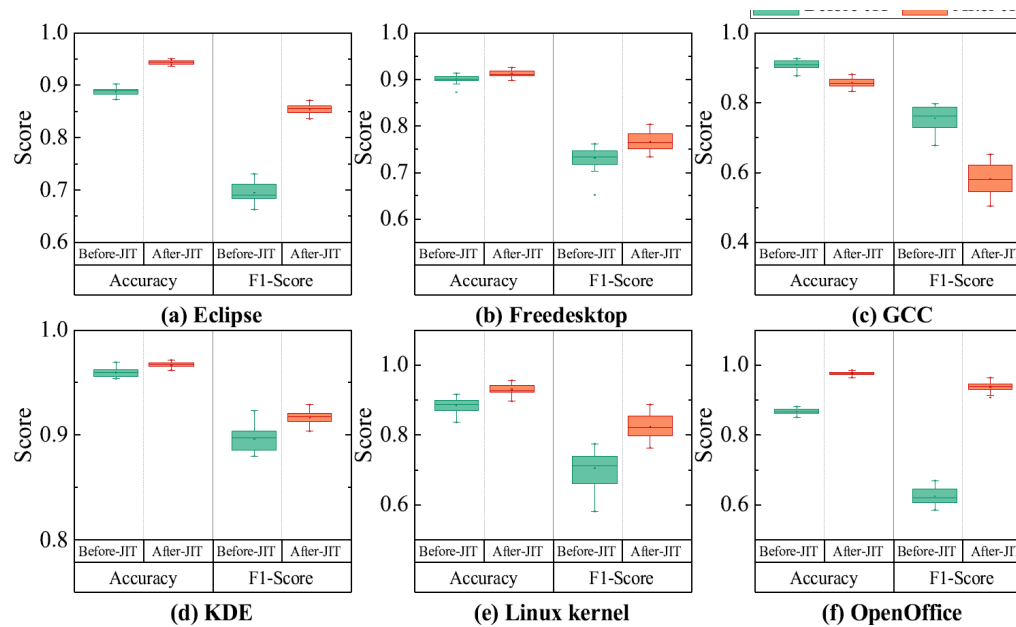 1.0 1.0 1.0
0.9 0.9 0.9
0.8 0.8 0.8
0.7 0.7 0.6
0.6 0.6 0.4
Score Score Score
Before-JIT After-JIT Before-JIT After-JIT Before-JIT After-JIT Before-JIT After-JIT Before-JIT After-JIT Before-JIT After-JIT
Accuracy F1-Score Accuracy F1-Score Accuracy F1-Score
(a) Eclipse (b) Freedesktop (c) GCC
1.0 1.0 1.0
0.9 0.8 0.8
0.8 0.6 0.6
Score Score Score
Before-JIT After-JIT Before-JIT After-JIT Before-JIT After-JIT Before-JIT After-JIT Before-JIT After-JIT Before-JIT After-JIT
Accuracy F1-Score Accuracy F1-Score Accuracy F1-Score
(d) KDE (e) Linux kernel (f) OpenOffice